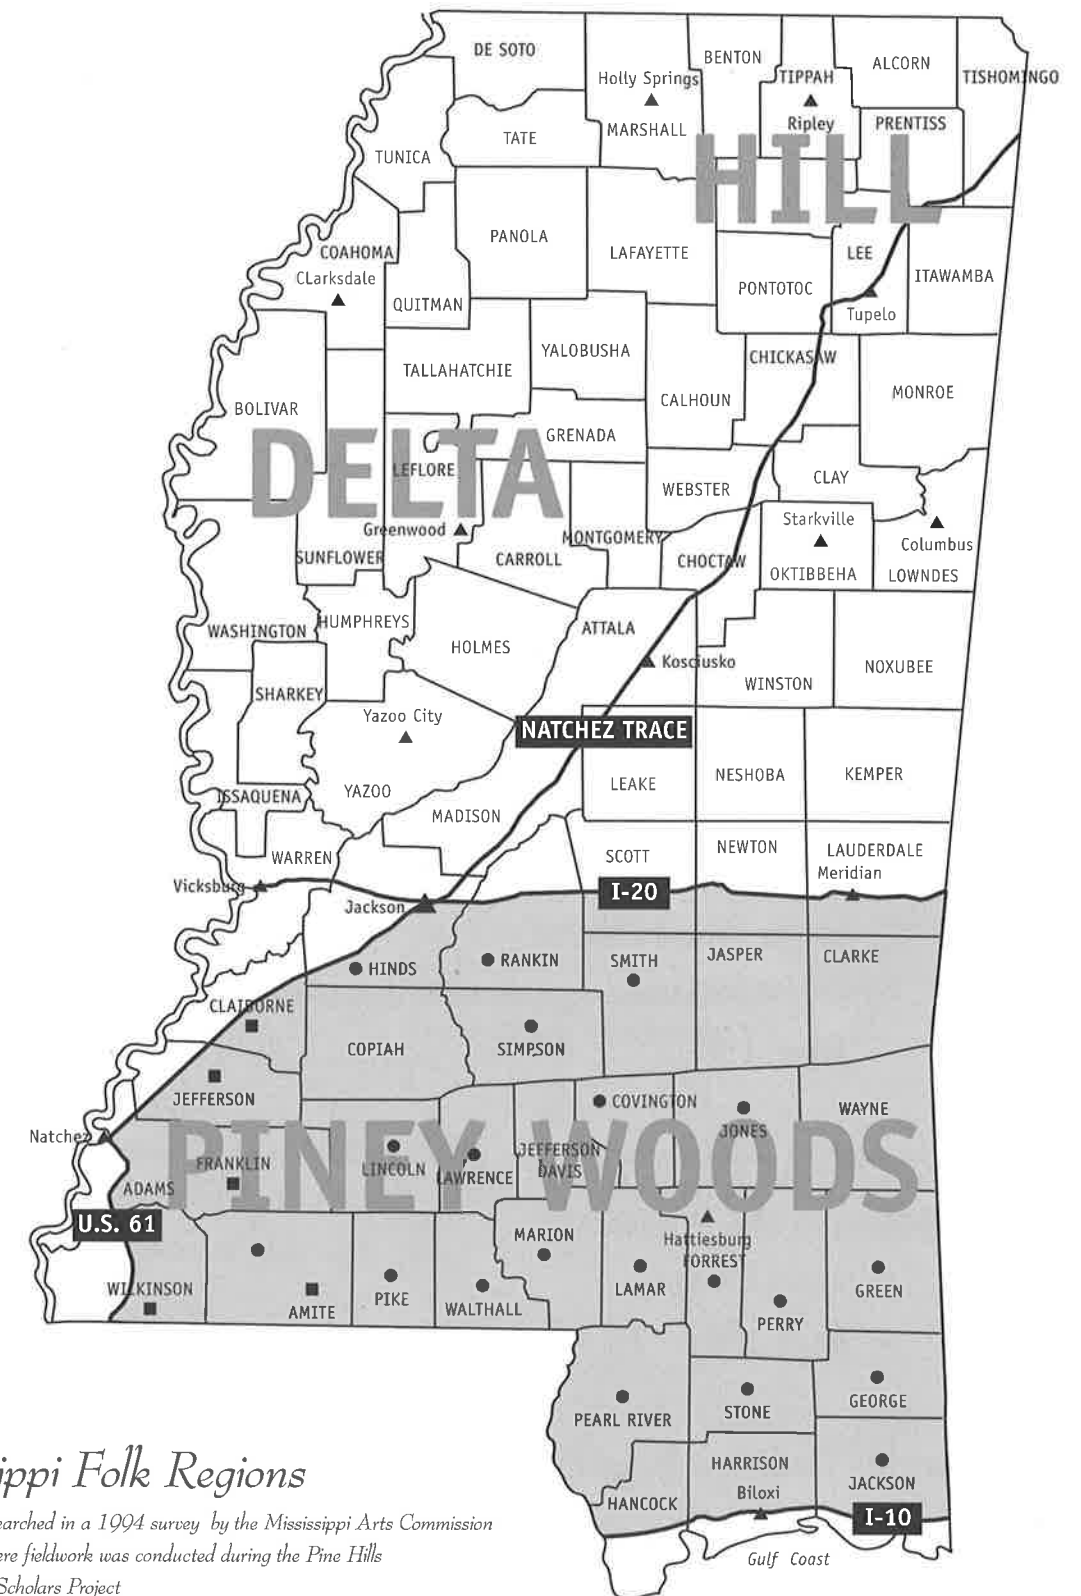 DE SOTO
BENTON
ALCORN
TIPPAH
TISHOMINGO
Holly Springs
MARSHALL
Ripley
PRENTISS
TATE
TUNICA
HILL
PANOLA
LAFAYETTE
COAHOMA
CLarksdale
QUITMAN
PONTOTOC
LEE
ITAWAMBA
Tupelo
TALLAHATCHIE
YALOBUSHA
CHICKASAW
CALHOUN
MONROE
BOLIVAR
DELTA
GRENADA
LEFLORE
WEBSTER
CLAY
Greenwood
Starkville
Columbus
SUNFLOWER
CARROLL
MONTGOMERY
CHOCTAW
OKTIBBEHA
LOWNDES
WASHINGTON
HUMPHREYS
HOLMES
ATTALA
Kosciusko
WINSTON
NOXUBEE
SHARKEY
Yazoo City
NATCHEZ TRACE
ISSAQUENA
YAZOO
MADISON
LEAKE
NESHOBA
KEMPER
WARREN
SCOTT
NEWTON
LAUDERDALE
Meridian
Vicksburg
Jackson
I-20
HINDS
RANKIN
SMITH
JASPER
CLARKE
CLAIBORNE
COPIAH
SIMPSON
JEFFERSON
COVINGTON
JONES
WAYNE
Natchez
PINEY WOODS
FRANKLIN
LINCOLN
LAWRENCE
JEFFERSON
DAVIS
ADAMS
U.S. 61
MARION
Hattiesburg
FORREST
WILKINSON
AMITE
PIKE
WALTHALL
LAMAR
PERRY
GREEN
PEARL RIVER
STONE
GEORGE
HARRISON
Biloxi
JACKSON
HANCOCK
I-10
Gulf Coast
ippi Folk Regions
earched in a 1994 survey by the Mississippi Arts Commission
ere fieldwork was conducted during the Pine Hills
Scholars Project